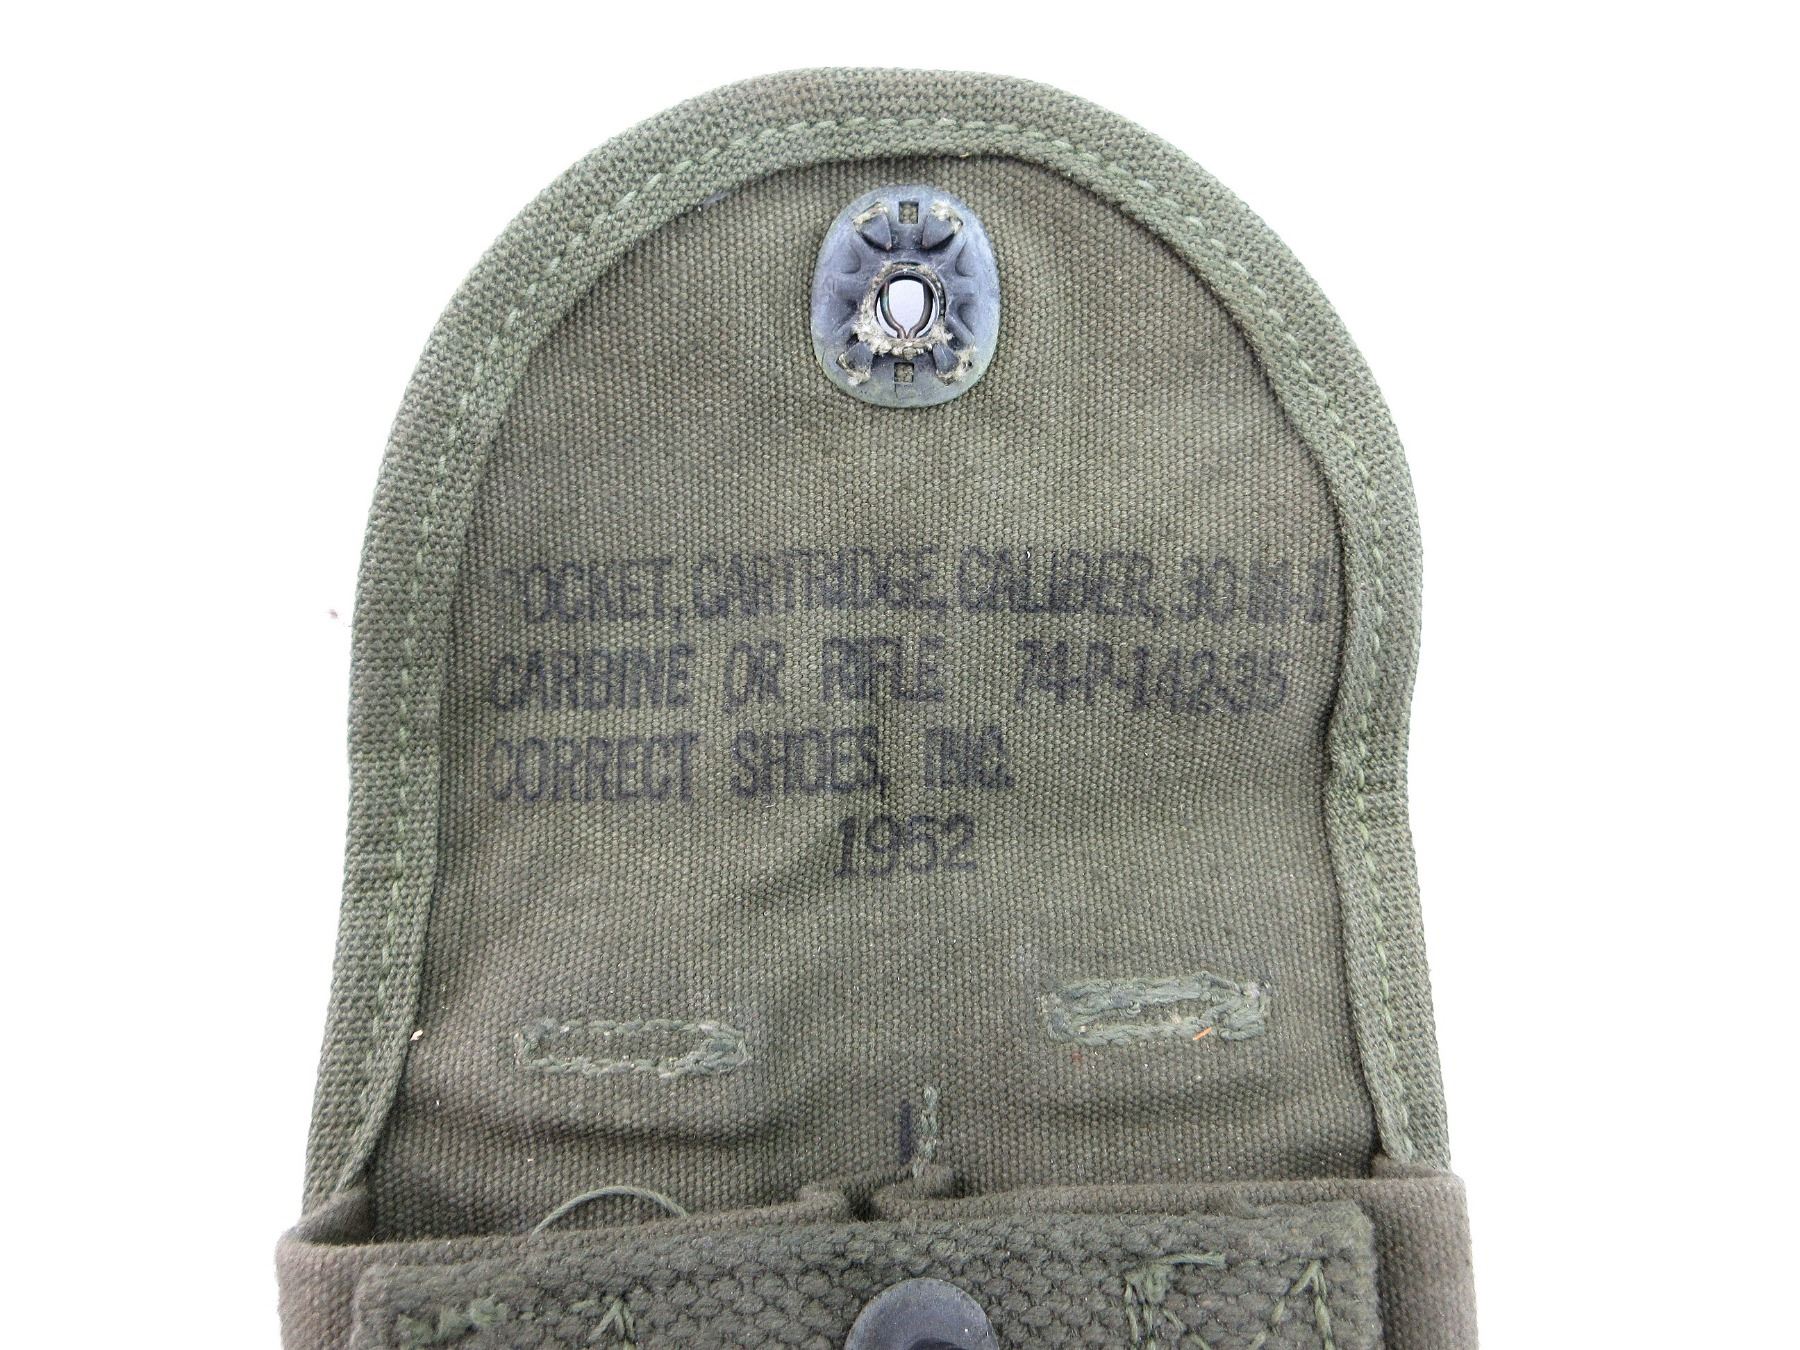 POCKET, CARTRIDGE, CALIBER, 30 M-1
CARBINE OR RIFLE 74-P-142-35
CORRECT SHOES, INC.
1952